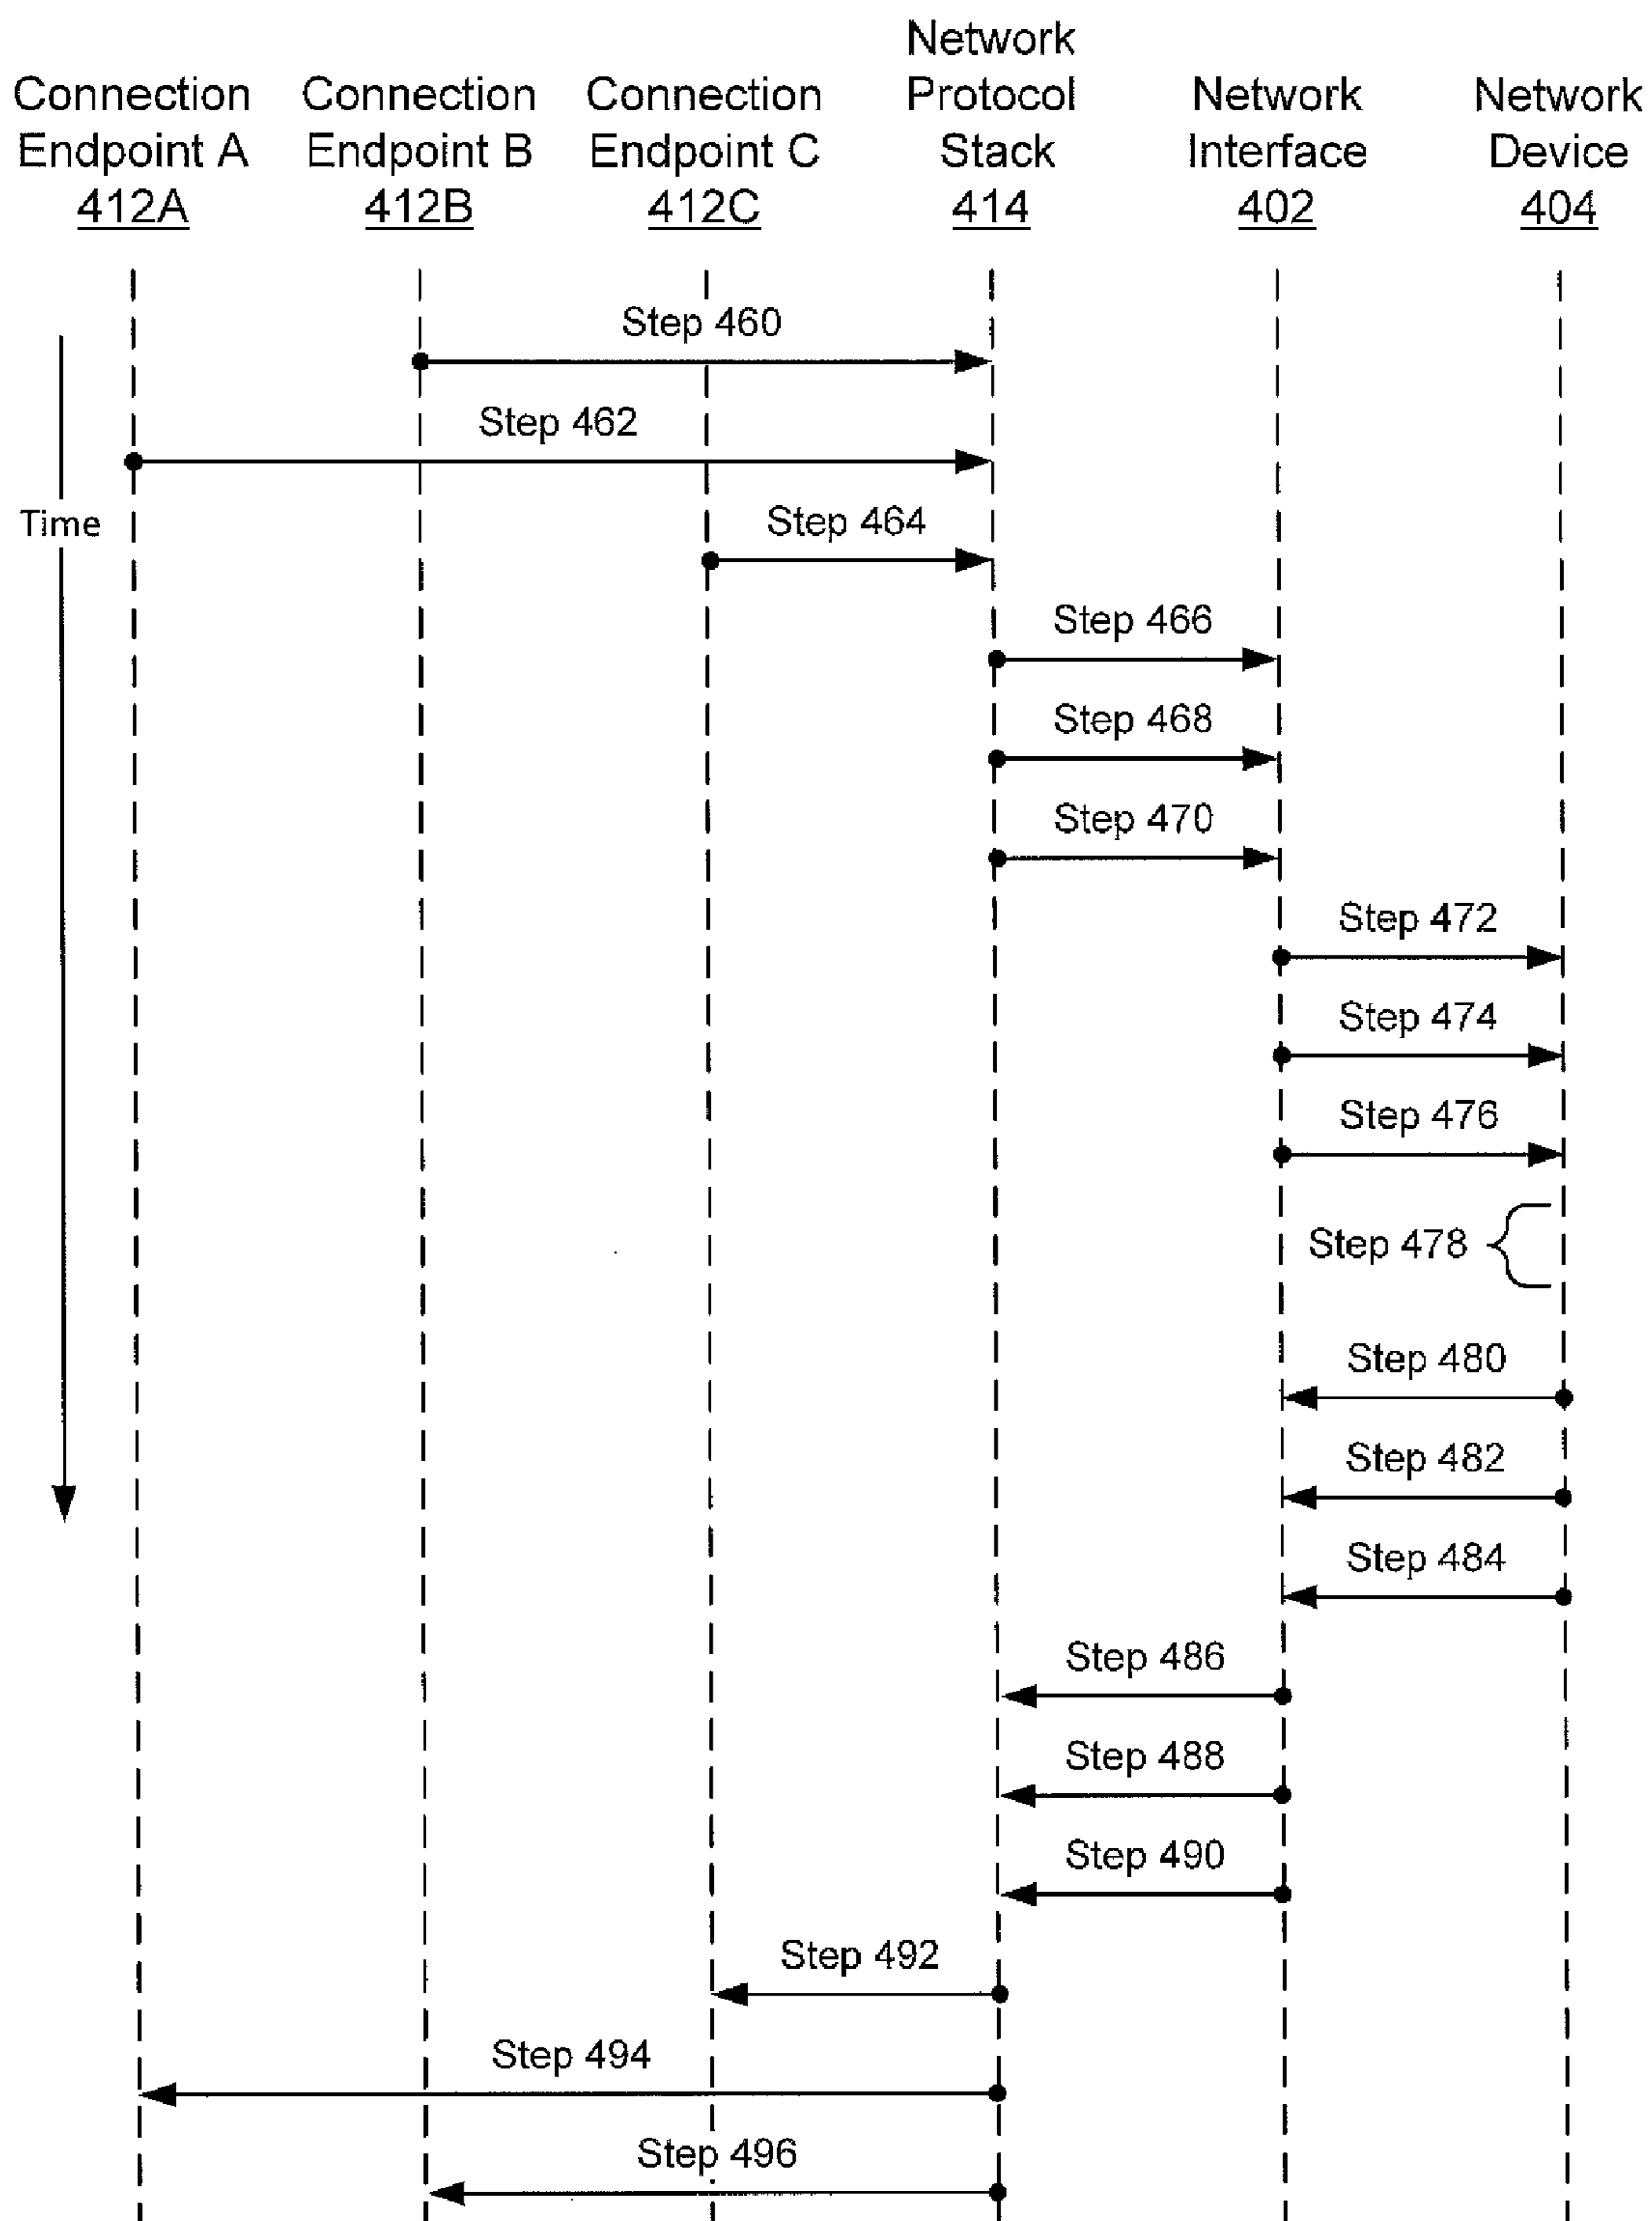 Connection
Endpoint A
412A
Connection
Endpoint B
412B
Connection
Endpoint C
412C
Network
Protocol
Stack
414
Network
Interface
402
Network
Device
404
Step 460
Step 462
Time
Step 464
Step 466
Step 468
Step 470
Step 472
Step 474
Step 476
Step 478
Step 480
Step 482
Step 484
Step 486
Step 488
Step 490
Step 492
Step 494
Step 496